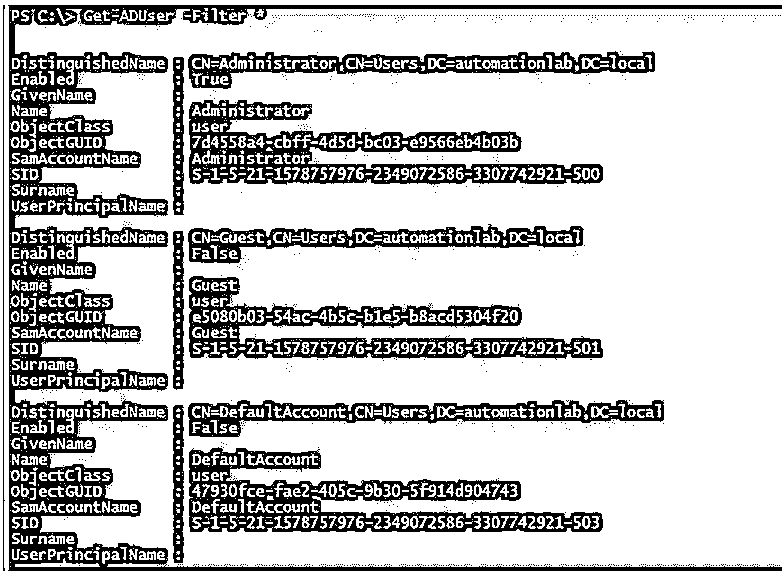 PS C:\> Get-ADUser -Filter *
DistinguishedName : CN=Administrator,CN=Users,DC=automationlab,DC=local
Enabled : True
GivenName :
Name : Administrator
ObjectClass : user
ObjectGUID : 7d4558a4-cbff-4d5d-bc03-e9566eb4b03b
SamAccountName : Administrator
SID : S-1-5-21-1578757976-2349072586-3307742921-500
Surname :
UserPrincipalName :
DistinguishedName : CN=Guest,CN=Users,DC=automationlab,DC=local
Enabled : False
GivenName :
Name : Guest
ObjectClass : user
ObjectGUID : e5080b03-54ac-4b5c-b1e5-b8acd5304f20
SamAccountName : Guest
SID : S-1-5-21-1578757976-2349072586-3307742921-501
Surname :
UserPrincipalName :
DistinguishedName : CN=DefaultAccount,CN=Users,DC=automationlab,DC=local
Enabled : False
GivenName :
Name : DefaultAccount
ObjectClass : user
ObjectGUID : 47930fce-fae2-405c-9b30-5f914d904743
SamAccountName : DefaultAccount
SID : S-1-5-21-1578757976-2349072586-3307742921-503
Surname :
UserPrincipalName :